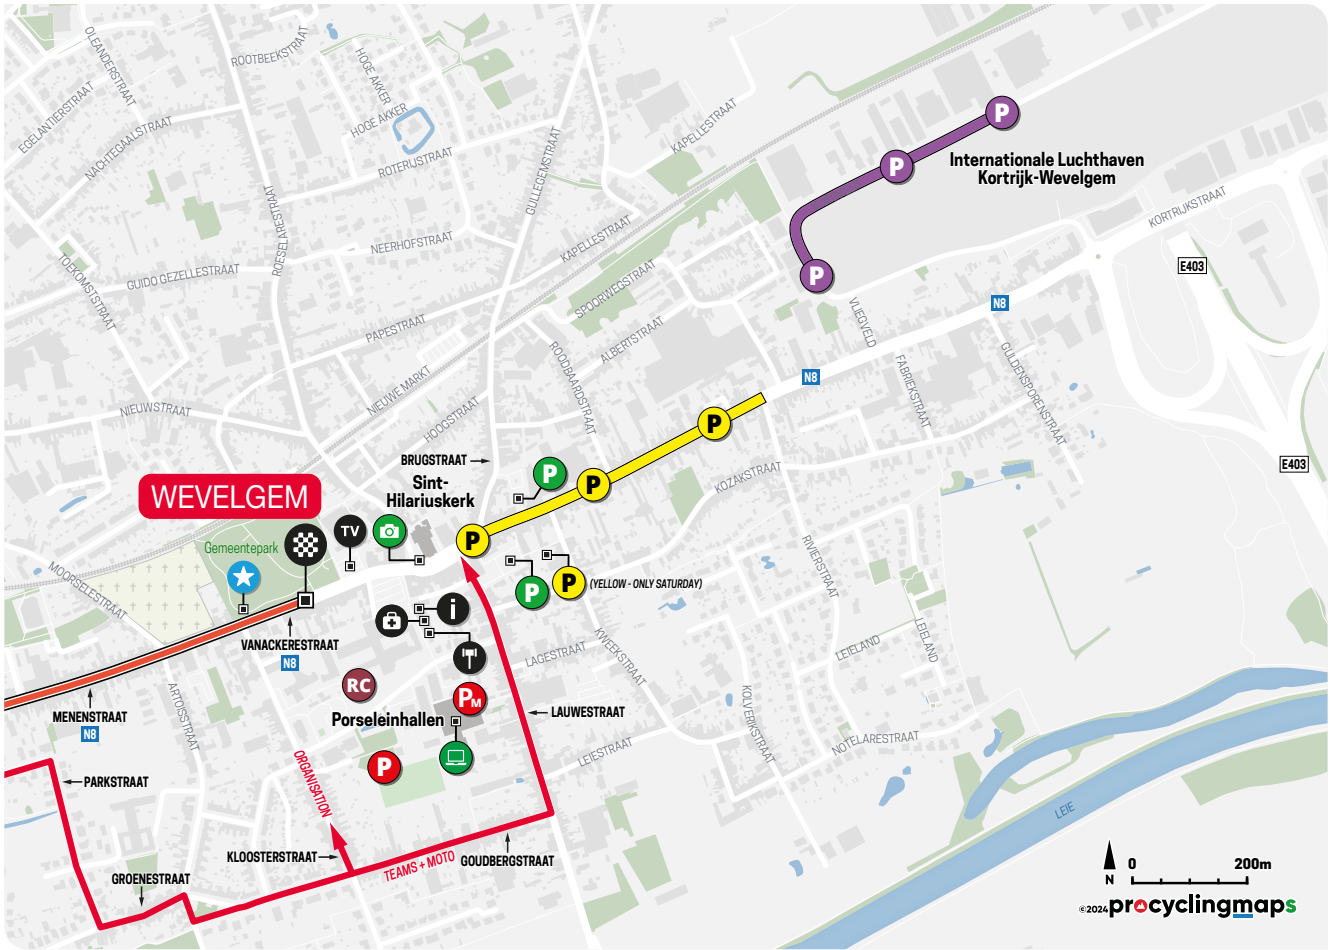 OLEANDERSTRAAT
ROOTBEEKSTRAAT
HOGE AKKER
EGELANTIERSTRAAT
NACHTEGAALSTRAAT
HOGE AKKER
ROTERIJSTRAAT
KAPELLESTRAAT
P
P
Internationale Luchthaven
Kortrijk-Wevelgem
GULLEGEMSTRAAT
KORTRIJKSTRAAT
ROESELARESTRAAT
NEERHOFSTRAAT
KAPELLESTRAAT
TOEKOMSTSTRAAT
GUIDO GEZELLESTRAAT
SPOORWEGSTRAAT
P
E403
N8
PAPESTRAAT
ALBERTSTRAAT
VLIEGVELD
ROODBAARDSTRAAT
FABRIEKSTRAAT
GULDENSPORENSTRAAT
N8
NIEUWE MARKT
NIEUWSTRAAT
HOOGSTRAAT
P
BRUGSTRAAT
P
E403
Sint-
Hilariuskerk
P
KOZAKSTRAAT
WEVELGEM
TV
P
Gemeentepark
MOORSELESTRAAT
P
P
(YELLOW - ONLY SATURDAY)
RIVIERSTRAAT
i
VANACKERESTRAAT
N8
LAGESTRAAT
KWEEKSTRAAT
LEIELAND
LEIELAND
RC
PM
ARTOISSTRAAT
MENENSTRAAT
N8
Porseleinhallen
LAUWESTRAAT
KOLVERIKSTRAAT
NOTELARESTRAAT
LEIESTRAAT
P
PARKSTRAAT
ORGANISATION
LEIE
KLOOSTERSTRAAT
TEAMS + MOTO
GOUDBERGSTRAAT
GROENESTRAAT
N
0
200m
©2024 procyclingmaps